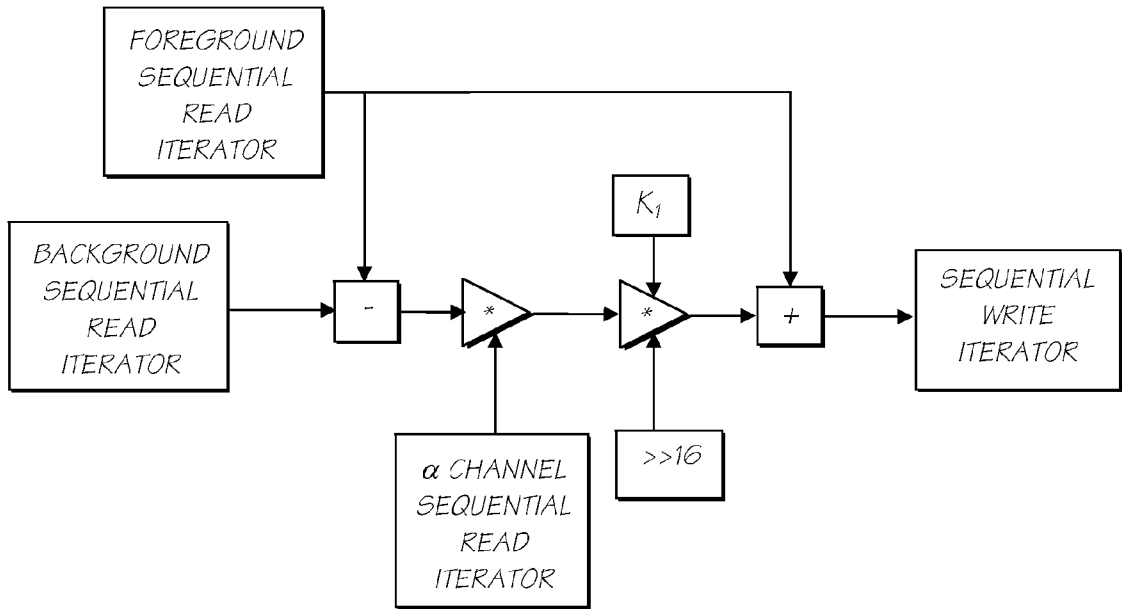 FOREGROUND
SEQUENTIAL
READ
ITERATOR
K1
BACKGROUND
SEQUENTIAL
READ
ITERATOR
-
*
*
+
SEQUENTIAL
WRITE
ITERATOR
α CHANNEL
SEQUENTIAL
READ
ITERATOR
>>16